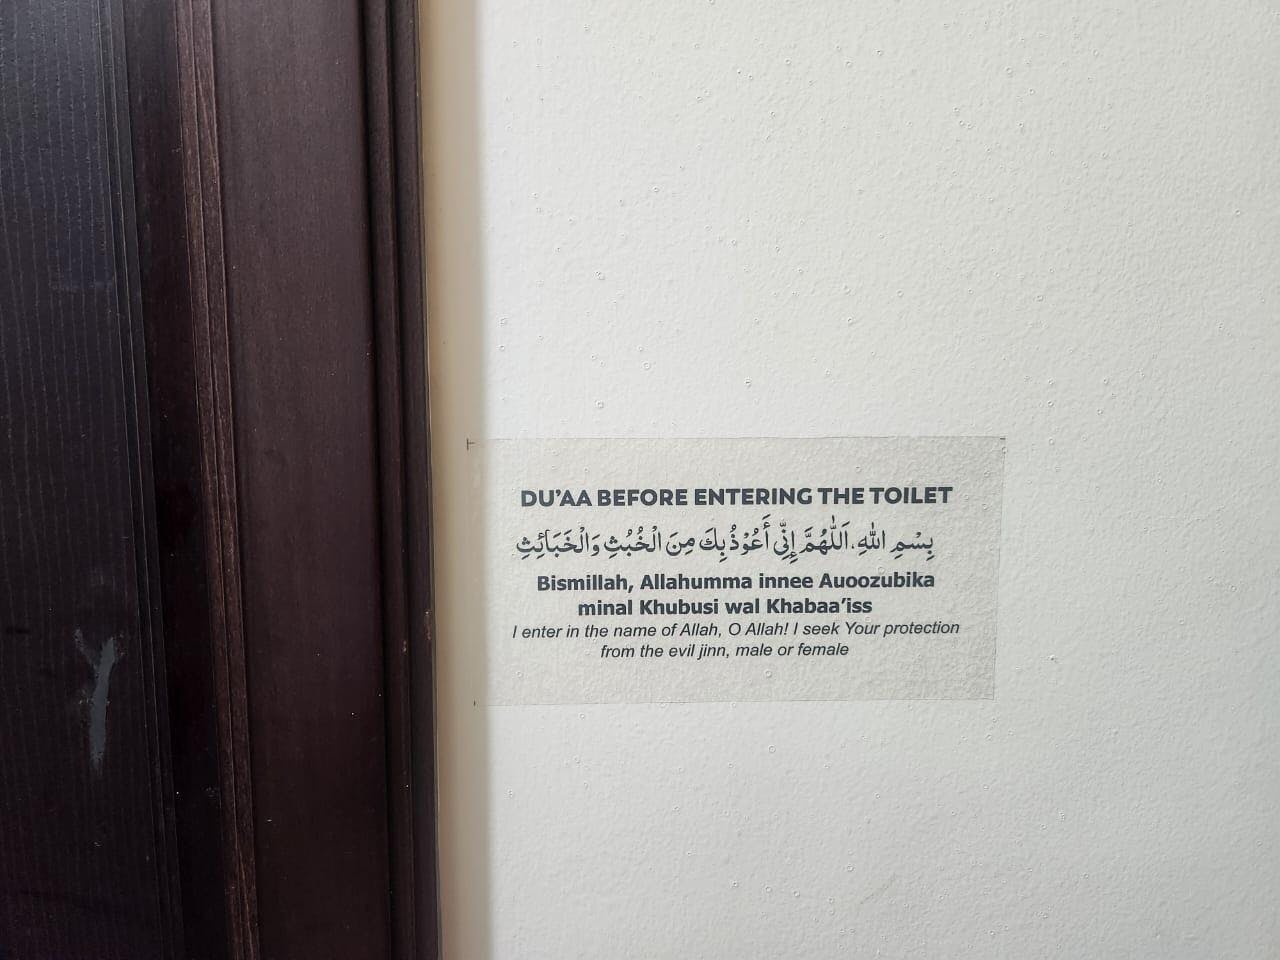 DU'AA BEFORE ENTERING THE TOILET
بِسْمِ اللهِ. اَللّٰهُمَّ إِنِّي أَعُوْذُ بِكَ مِنَ الْخُبُثِ وَالْخَبَائِثِ
Bismillah, Allahumma innee Auoozubika
minal Khubusi wal Khabaa'iss
I enter in the name of Allah, O Allah! I seek Your protection
from the evil jinn, male or female